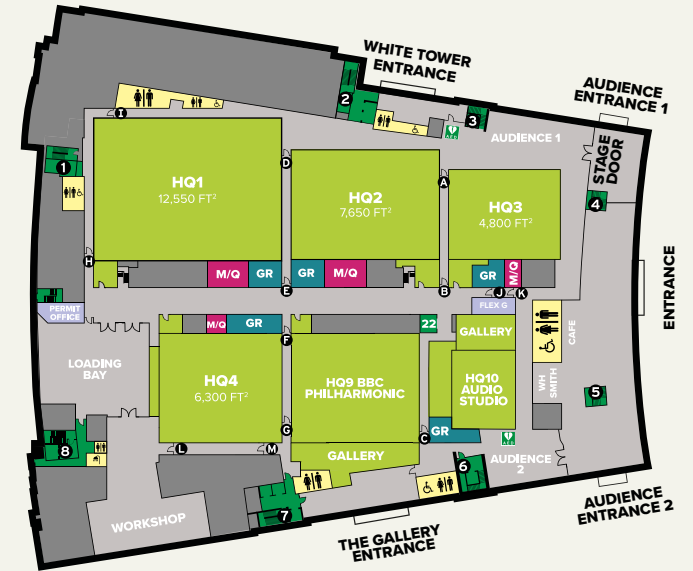 WHITE TOWER
ENTRANCE
AUDIENCE
ENTRANCE 1
2
I
3
AUDIENCE 1
STAGE
DOOR
1
D
A
HQ1
12,550 FT²
HQ2
7,650 FT²
HQ3
4,800 FT²
4
H
M/Q
GR
GR
M/Q
GR
M/Q
E
B
J
K
ENTRANCE
PERMIT
OFFICE
FLEX G
M/Q
GR
22
GALLERY
CAFE
F
LOADING
BAY
HQ4
6,300 FT²
HQ9 BBC
PHILHARMONIC
HQ10
AUDIO
STUDIO
WH
SMITH
5
G
C
GR
AED
8
L
M
GALLERY
AUDIENCE
2
6
WORKSHOP
7
AUDIENCE
ENTRANCE 2
THE GALLERY
ENTRANCE